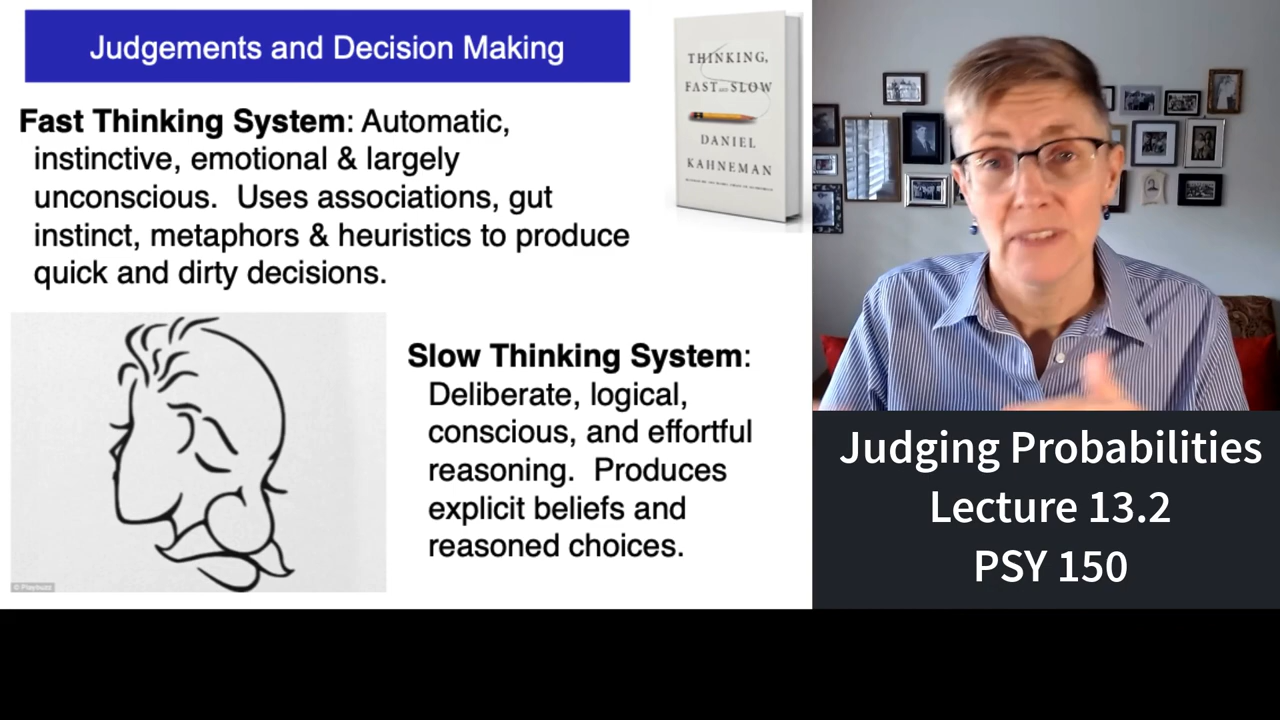 Judgements and Decision Making
THINKING,
FAST AND SLOW
DANIEL
KAHNEMAN
Fast Thinking System: Automatic,
instinctive, emotional & largely
unconscious.  Uses associations, gut
instinct, metaphors & heuristics to produce
quick and dirty decisions.
Slow Thinking System:
Deliberate, logical,
conscious, and effortful
reasoning.  Produces
explicit beliefs and
reasoned choices.
© Playbuzz
Judging Probabilities
Lecture 13.2
PSY 150